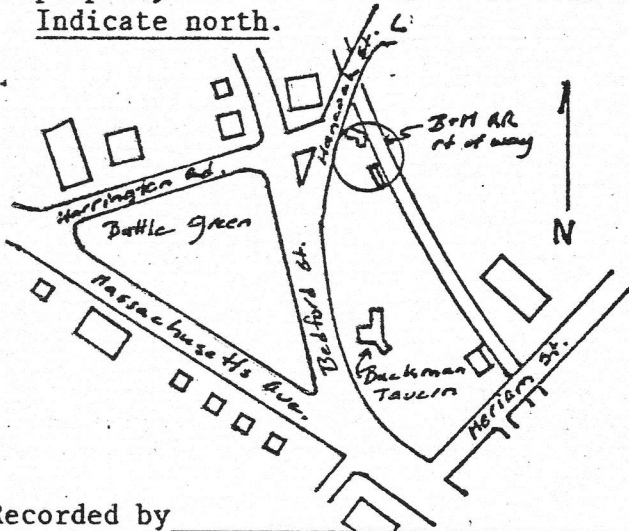 Indicate north.
Hancock St.
B+M RR
rt of way
Harrington Rd.
Battle Green
N
Massachusetts Ave.
Bedford St.
Buckman
Tavern
Meriam St.
Recorded by